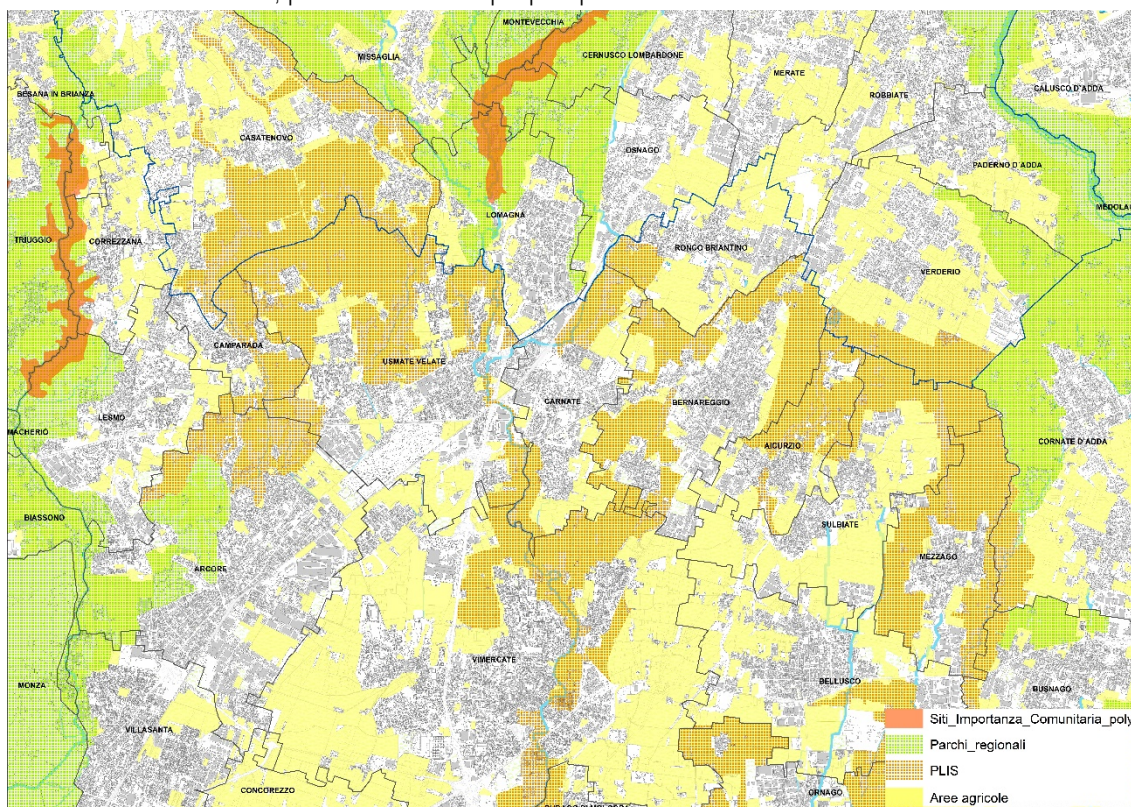 MONTEVECCHIA
MISSAGLIA
CERNUSCO LOMBARDONE
MERATE
CALUSCO D'ADDA
BESANA IN BRIANZA
ROBBIATE
CASATENOVO
OSNAGO
PADERNO D'ADDA
LOMAGNA
TRIUGGIO
CORREZZANA
RONCO BRIANTINO
VERDERIO
CAMPARADA
USMATE VELATE
CARNATE
BERNAREGGIO
LESMO
MACHERIO
AICURZIO
CORNATE D'ADDA
BIASSONO
SULBIATE
MEZZAGO
ARCORE
VIMERCATE
BELLUSCO
MONZA
BUSNAGO
VILLASANTA
CONCOREZZO
ORNAGO
Siti_Importanza_Comunitaria_poly
Parchi_regionali
PLIS
Aree agricole